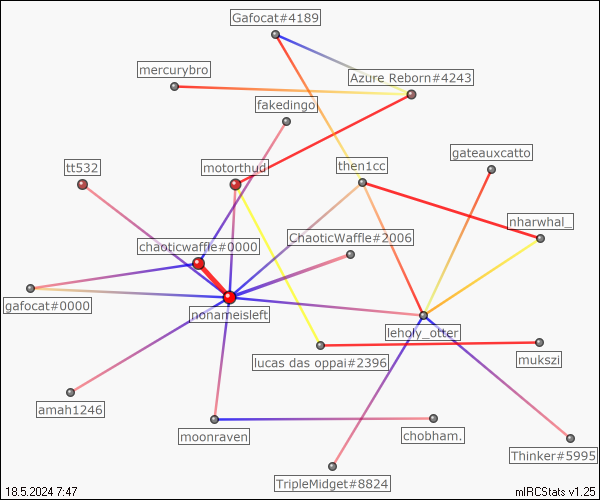 Gafocat#4189
mercurybro
Azure Reborn#4243
fakedingo
gateauxcatto
tt532
motorthud
then1cc
nharwhal_
ChaoticWaffle#2006
chaoticwaffle#0000
gafocat#0000
nonameisleft
leholy_otter
lucas das oppai#2396
mukszi
amah1246
moonraven
chobham.
Thinker#5995
TripleMidget#8824
18.5.2024 7:47
mIRCStats v1.25